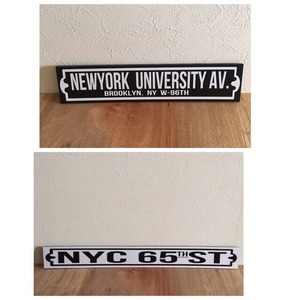 NEWYORK UNIVERSITY AV.
BROOKLYN. NY W-96TH
NYC 65TH ST